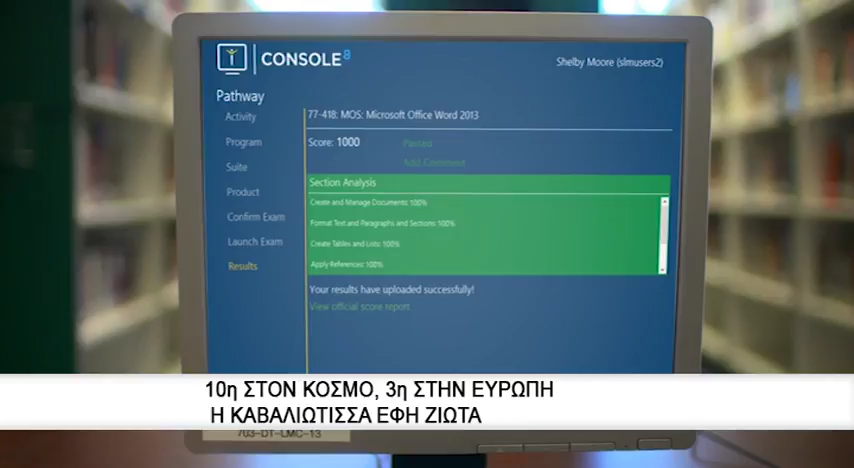 CONSOLE8
Shelby Moore (slmusers2)
Pathway
Activity
Program
Suite
Product
Confirm Exam
Launch Exam
Results
77-418: MOS: Microsoft Office Word 2013
Score: 1000
Passed
Add Comment
Section Analysis
Create and Manage Documents: 100%
Format Text and Paragraphs and Sections: 100%
Create Tables and Lists: 100%
Apply References: 100%
Your results have uploaded successfully!
View official score report
10η ΣΤΟΝ ΚΟΣΜΟ, 3η ΣΤΗΝ ΕΥΡΩΠΗ
Η ΚΑΒΑΛΙΩΤΙΣΣΑ ΕΦΗ ΖΙΩΤΑ
703-DT-LMC-13